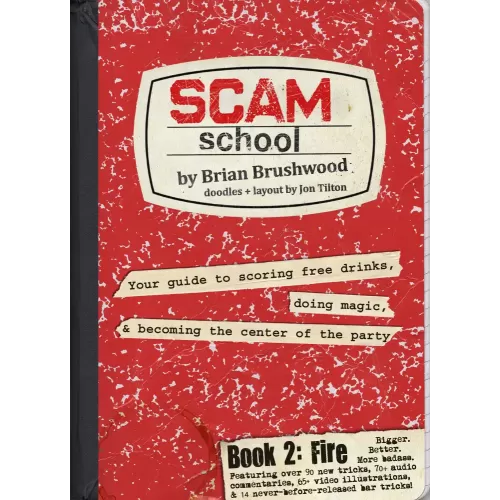 SCAM
school
by Brian Brushwood
doodles + layout by Jon Tilton
Your guide to scoring free drinks,
doing magic,
& becoming the center of the party
Book 2: Fire
Bigger.
Better.
More badass.
Featuring over 90 new tricks, 70+ audio
commentaries, 65+ video illustrations,
& 14 never-before-released bar tricks!